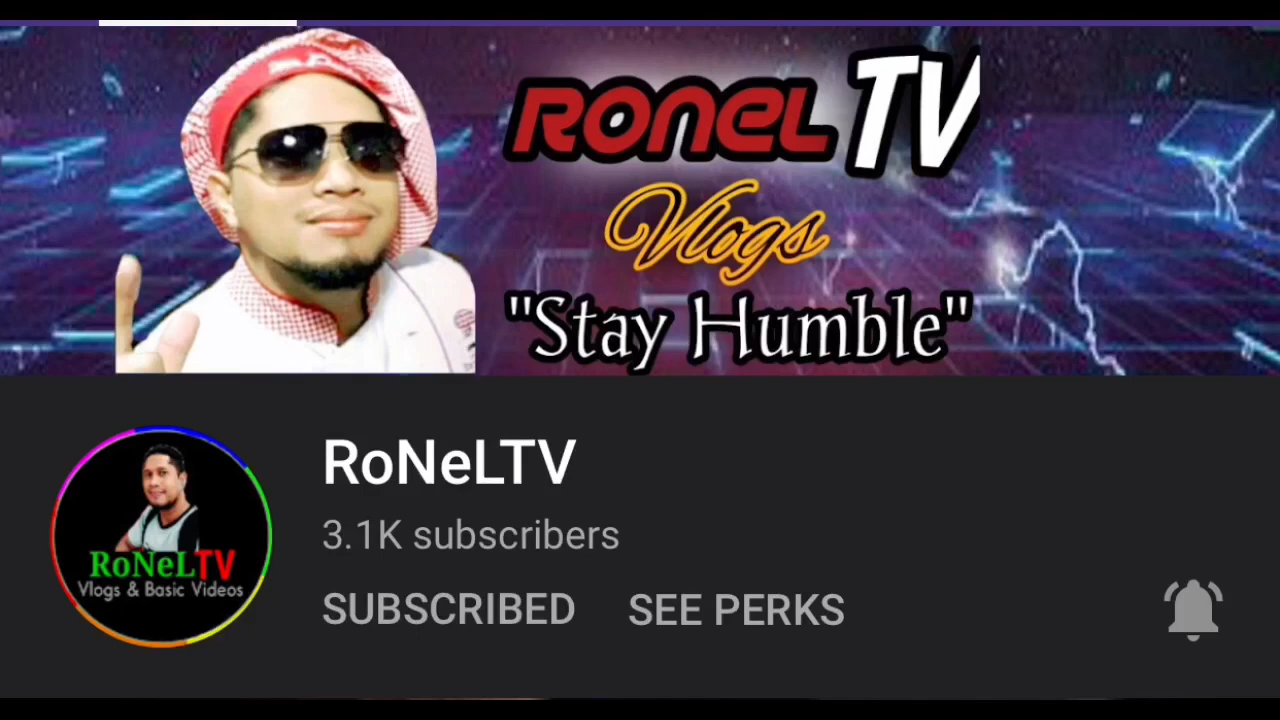 RONEL TV
Vlogs
"Stay Humble"
RoNeLTV
3.1K subscribers
SUBSCRIBED SEE PERKS
RoNeLTV
Vlogs & Basic Videos